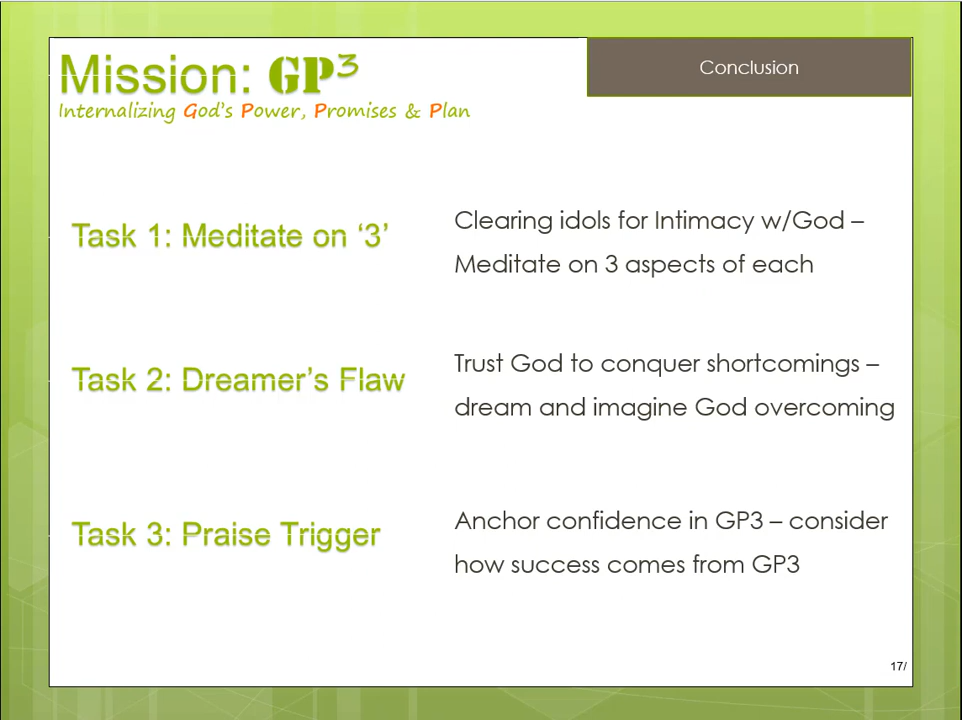 Mission: GP³
Conclusion
Internalizing God's Power, Promises & Plan
Task 1: Meditate on ‘3’
Clearing idols for Intimacy w/God –
Meditate on 3 aspects of each
Task 2: Dreamer’s Flaw
Trust God to conquer shortcomings –
dream and imagine God overcoming
Task 3: Praise Trigger
Anchor confidence in GP3 – consider
how success comes from GP3
17/